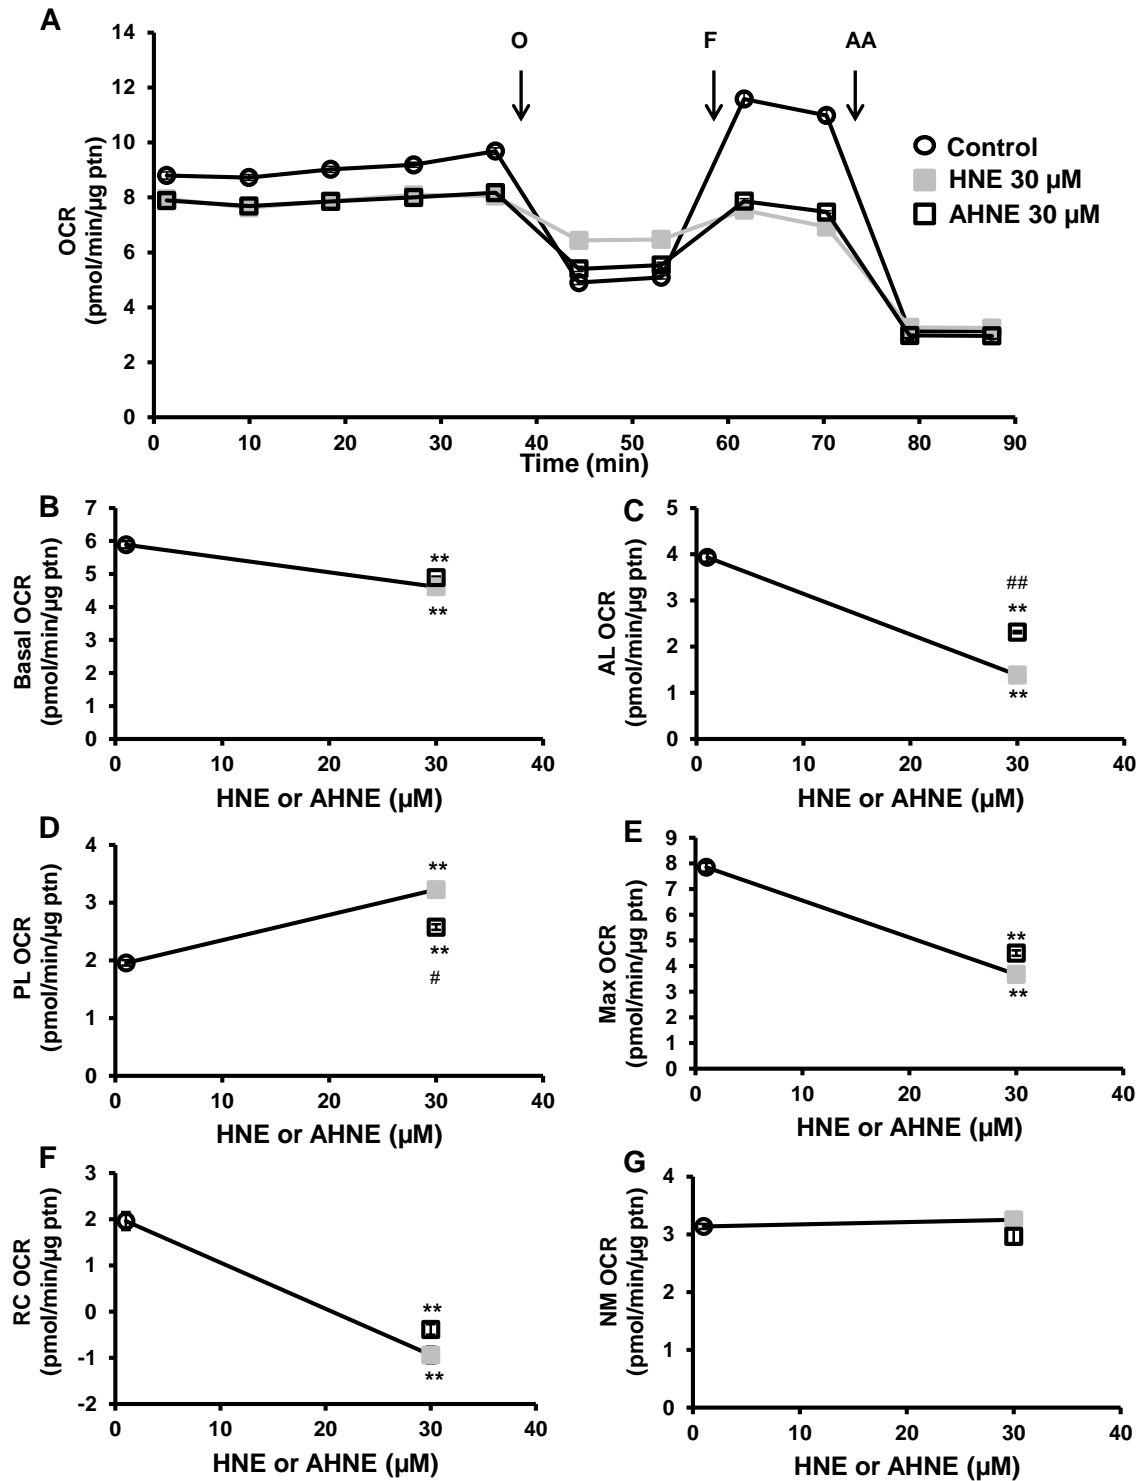 A
O
F
AA
14
12
10
8
6
4
2
0
OCR
(pmol/min/µg ptn)
0 10 20 30 40 50 60 70 80 90
Time (min)
Control
HNE 30 µM
AHNE 30 µM
B
7
6
5
4
3
2
1
0
Basal OCR
(pmol/min/µg ptn)
**
**
0 10 20 30 40
HNE or AHNE (µM)
C
5
4
3
2
1
0
AL OCR
(pmol/min/µg ptn)
##
**
**
0 10 20 30 40
HNE or AHNE (µM)
D
4
3
2
1
0
PL OCR
(pmol/min/µg ptn)
**
**
#
0 10 20 30 40
HNE or AHNE (µM)
E
9
8
7
6
5
4
3
2
1
0
Max OCR
(pmol/min/µg ptn)
**
**
0 10 20 30 40
HNE or AHNE (µM)
F
3
2
1
0
-1
-2
RC OCR
(pmol/min/µg ptn)
**
**
0 10 20 30 40
HNE or AHNE (µM)
G
4
3
2
1
0
NM OCR
(pmol/min/µg ptn)
0 10 20 30 40
HNE or AHNE (µM)